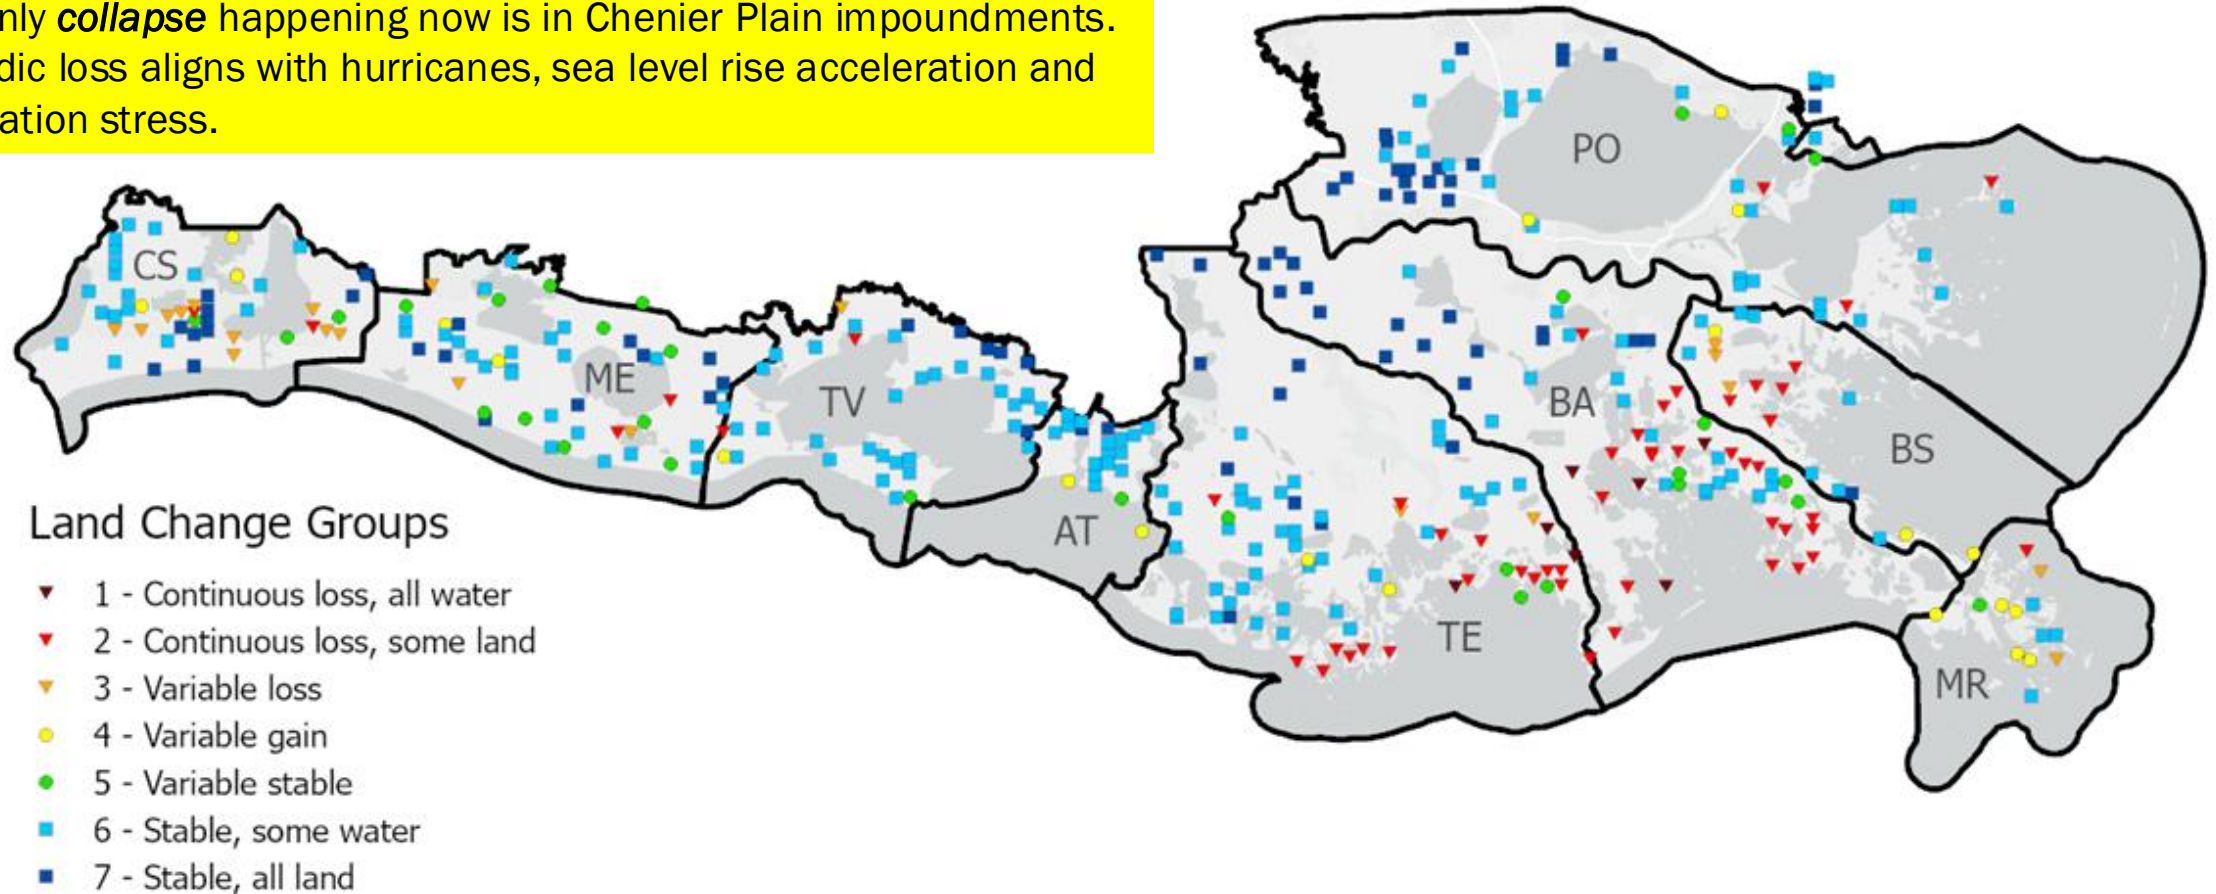 nly collapse happening now is in Chenier Plain impoundments.
dic loss aligns with hurricanes, sea level rise acceleration and
ation stress.
PO
CS
ME
TV
BA
BS
AT
TE
MR
Land Change Groups
1 - Continuous loss, all water
2 - Continuous loss, some land
3 - Variable loss
4 - Variable gain
5 - Variable stable
6 - Stable, some water
7 - Stable, all land